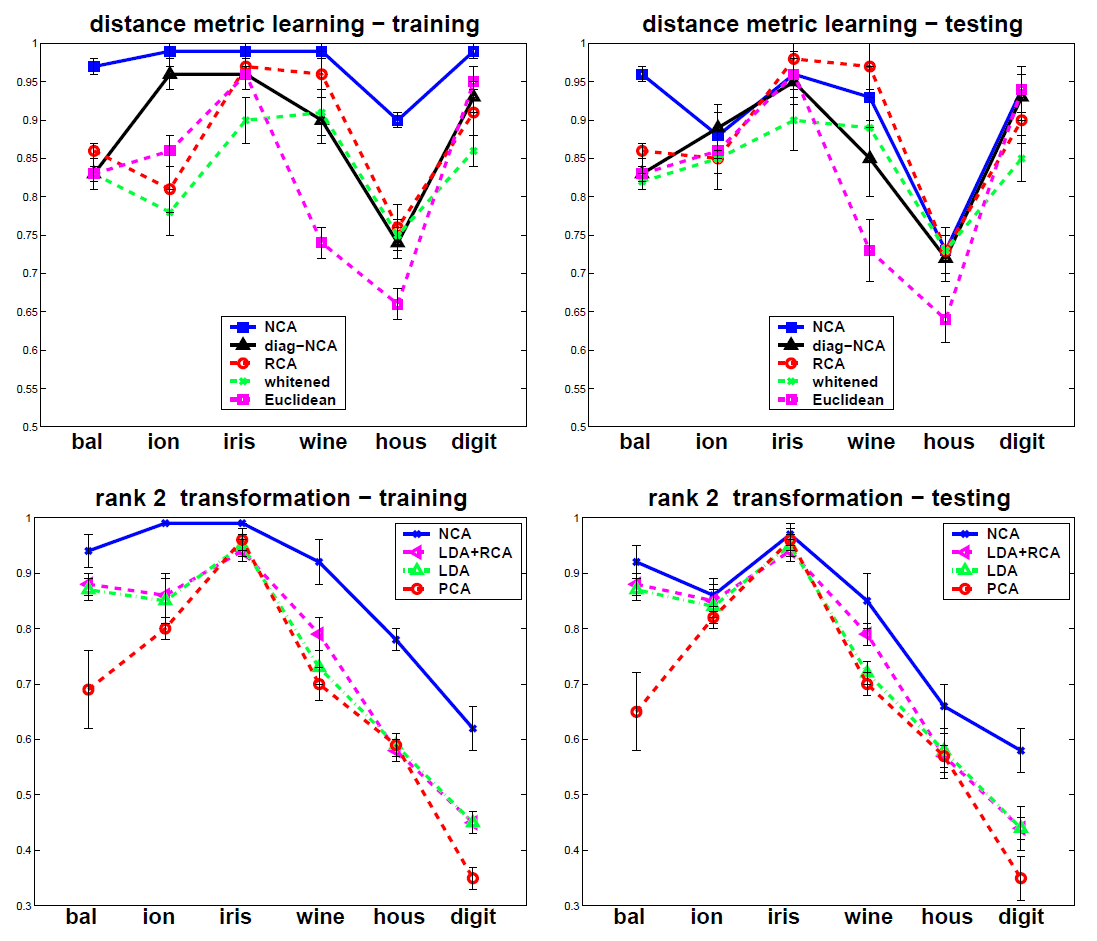 distance metric learning − training
1
0.95
0.9
0.85
0.8
0.75
0.7
0.65
0.6
0.55
0.5
NCA
diag−NCA
RCA
whitened
Euclidean
bal ion iris wine hous digit
distance metric learning − testing
1
0.95
0.9
0.85
0.8
0.75
0.7
0.65
0.6
0.55
0.5
NCA
diag−NCA
RCA
whitened
Euclidean
bal ion iris wine hous digit
rank 2 transformation − training
1
0.9
0.8
0.7
0.6
0.5
0.4
0.3
NCA
LDA+RCA
LDA
PCA
bal ion iris wine hous digit
rank 2 transformation − testing
1
0.9
0.8
0.7
0.6
0.5
0.4
0.3
NCA
LDA+RCA
LDA
PCA
bal ion iris wine hous digit